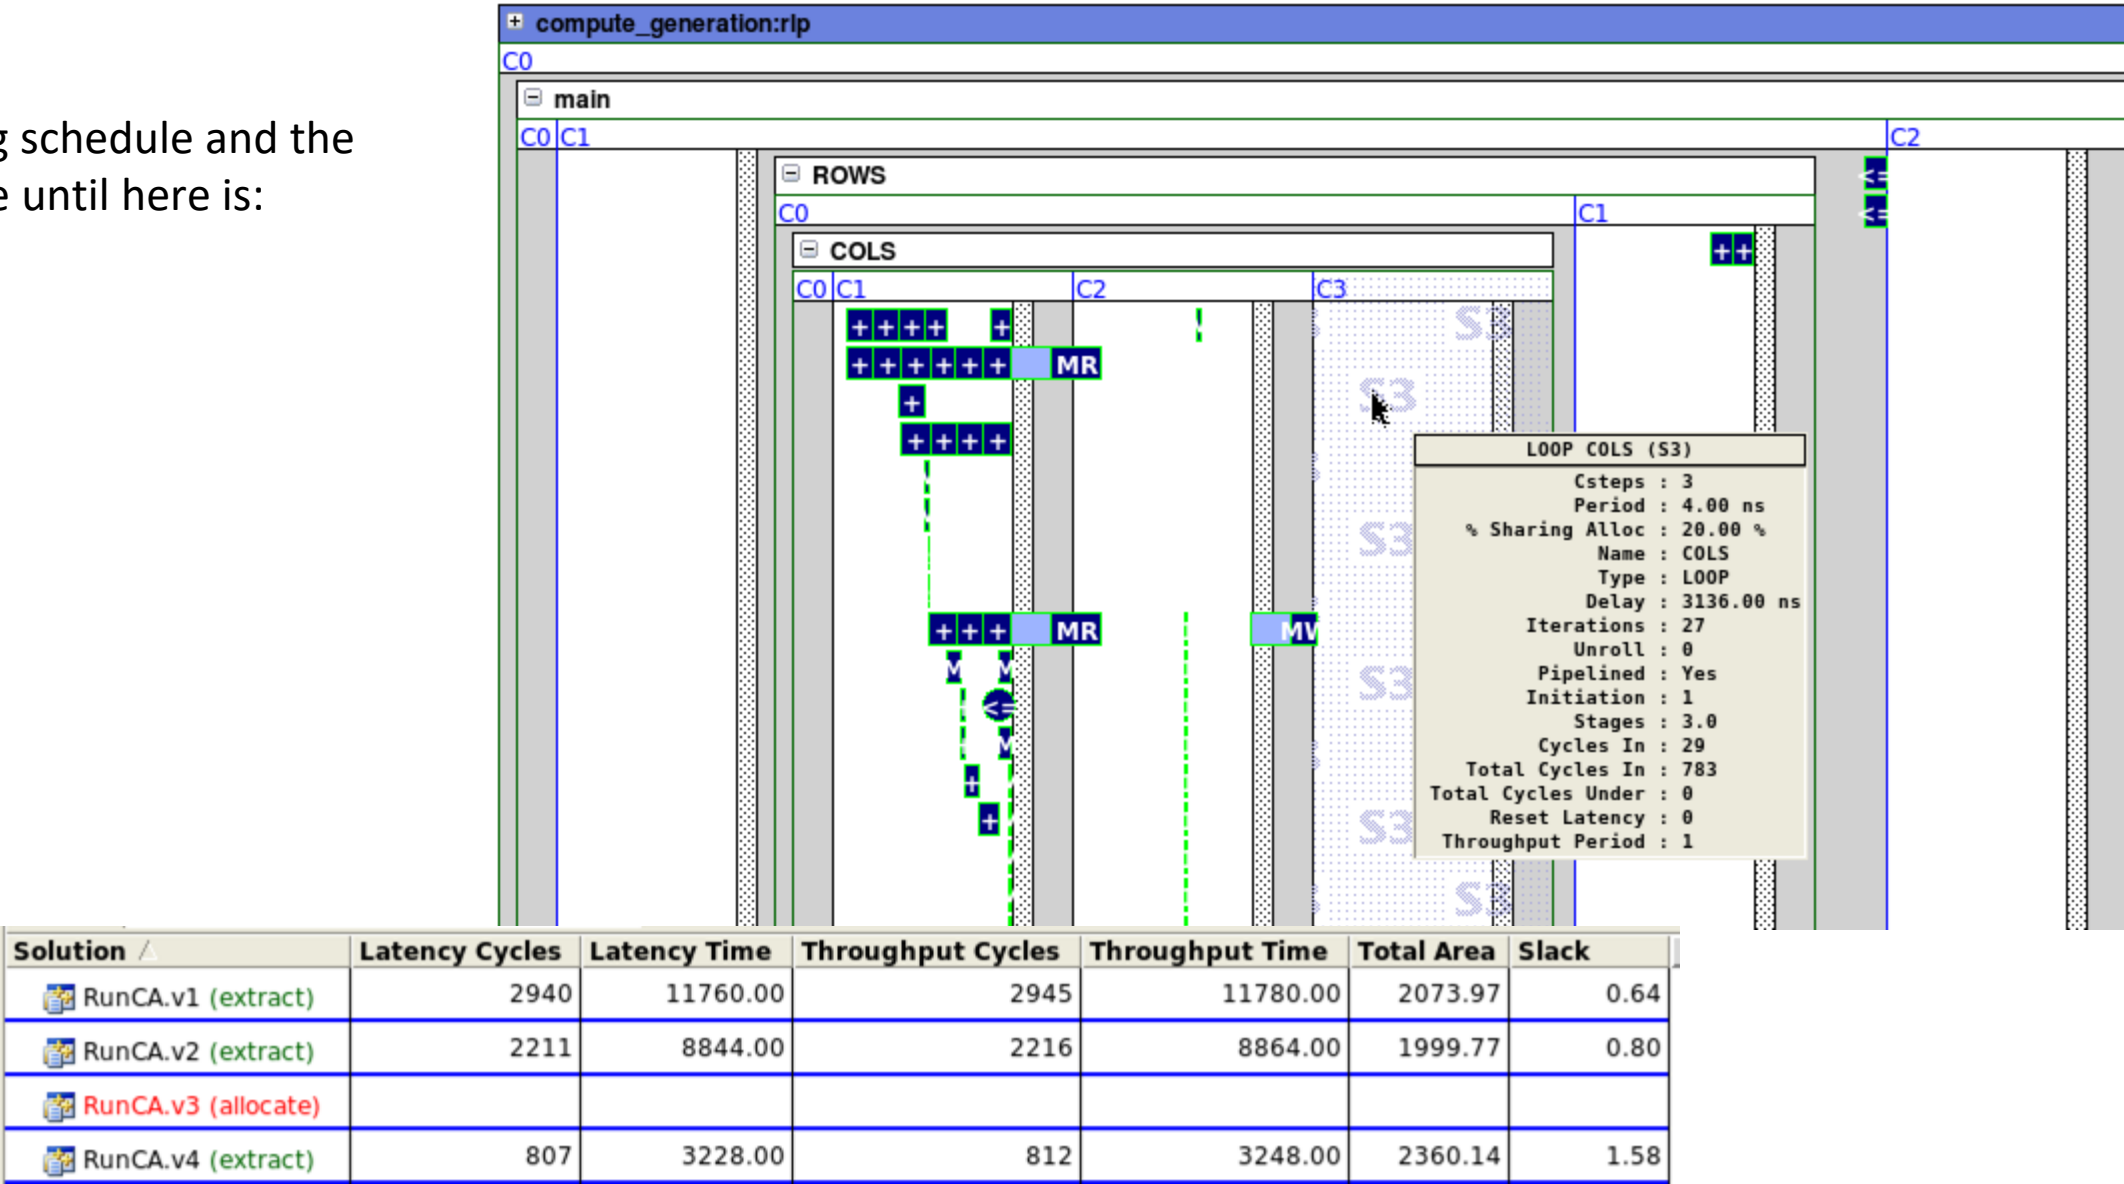 compute_generation:rlp
C0
main
schedule and the
until here is:
C0 C1 C2
ROWS
C0 C1
COLS
C0 C1 C2 C3
<=
<=
++
++++ + ! S3
++++++ MR
+ S3
++++
LOOP COLS (S3)
Csteps : 3
Period : 4.00 ns
% Sharing Alloc : 20.00 %
Name : COLS
Type : LOOP
Delay : 3136.00 ns
Iterations : 27
Unroll : 0
Pipelined : Yes
Initiation : 1
Stages : 3.0
Cycles In : 29
Total Cycles In : 783
Total Cycles Under : 0
Reset Latency : 0
Throughput Period : 1
S3
+++ MR
<=
S3
+
+
S3
S3
Solution Latency Cycles Latency Time Throughput Cycles Throughput Time Total Area Slack
RunCA.v1 (extract) 2940 11760.00 2945 11780.00 2073.97 0.64
RunCA.v2 (extract) 2211 8844.00 2216 8864.00 1999.77 0.80
RunCA.v3 (allocate)
RunCA.v4 (extract) 807 3228.00 812 3248.00 2360.14 1.58